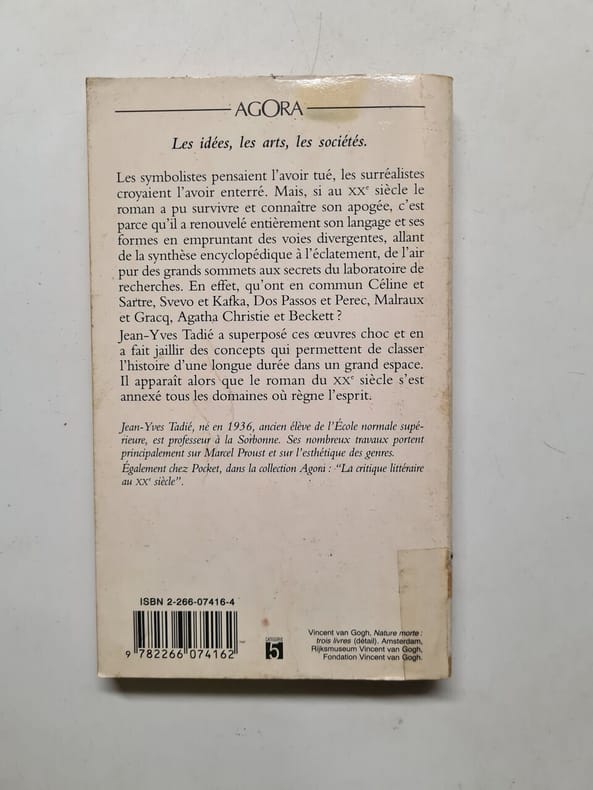 AGORA
Les idées, les arts, les sociétés.
Les symbolistes pensaient l'avoir tué, les surréalistes
croyaient l'avoir enterré. Mais, si au XXe siècle le
roman a pu survivre et connaître son apogée, c'est
parce qu'il a renouvelé entièrement son langage et ses
formes en empruntant des voies divergentes, allant
de la synthèse encyclopédique à l'éclatement, de l'air
pur des grands sommets aux secrets du laboratoire de
recherches. En effet, qu'ont en commun Céline et
Sartre, Svevo et Kafka, Dos Passos et Perec, Malraux
et Gracq, Agatha Christie et Beckett ?
Jean-Yves Tadié a superposé ces œuvres choc et en
a fait jaillir des concepts qui permettent de classer
l'histoire d'une longue durée dans un grand espace.
Il apparaît alors que le roman du XXe siècle s'est
annexé tous les domaines où règne l'esprit.
Jean-Yves Tadié, né en 1936, ancien élève de l'École normale supé-
rieure, est professeur à la Sorbonne. Ses nombreux travaux portent
principalement sur Marcel Proust et sur l'esthétique des genres.
Également chez Pocket, dans la collection Agora : "La critique littéraire
au XXe siècle".
ISBN 2-266-07416-4
9 782266 074162
CATÉGORIE
5
Vincent van Gogh, Nature morte :
trois livres (détail). Amsterdam,
Rijksmuseum Vincent van Gogh,
Fondation Vincent van Gogh.